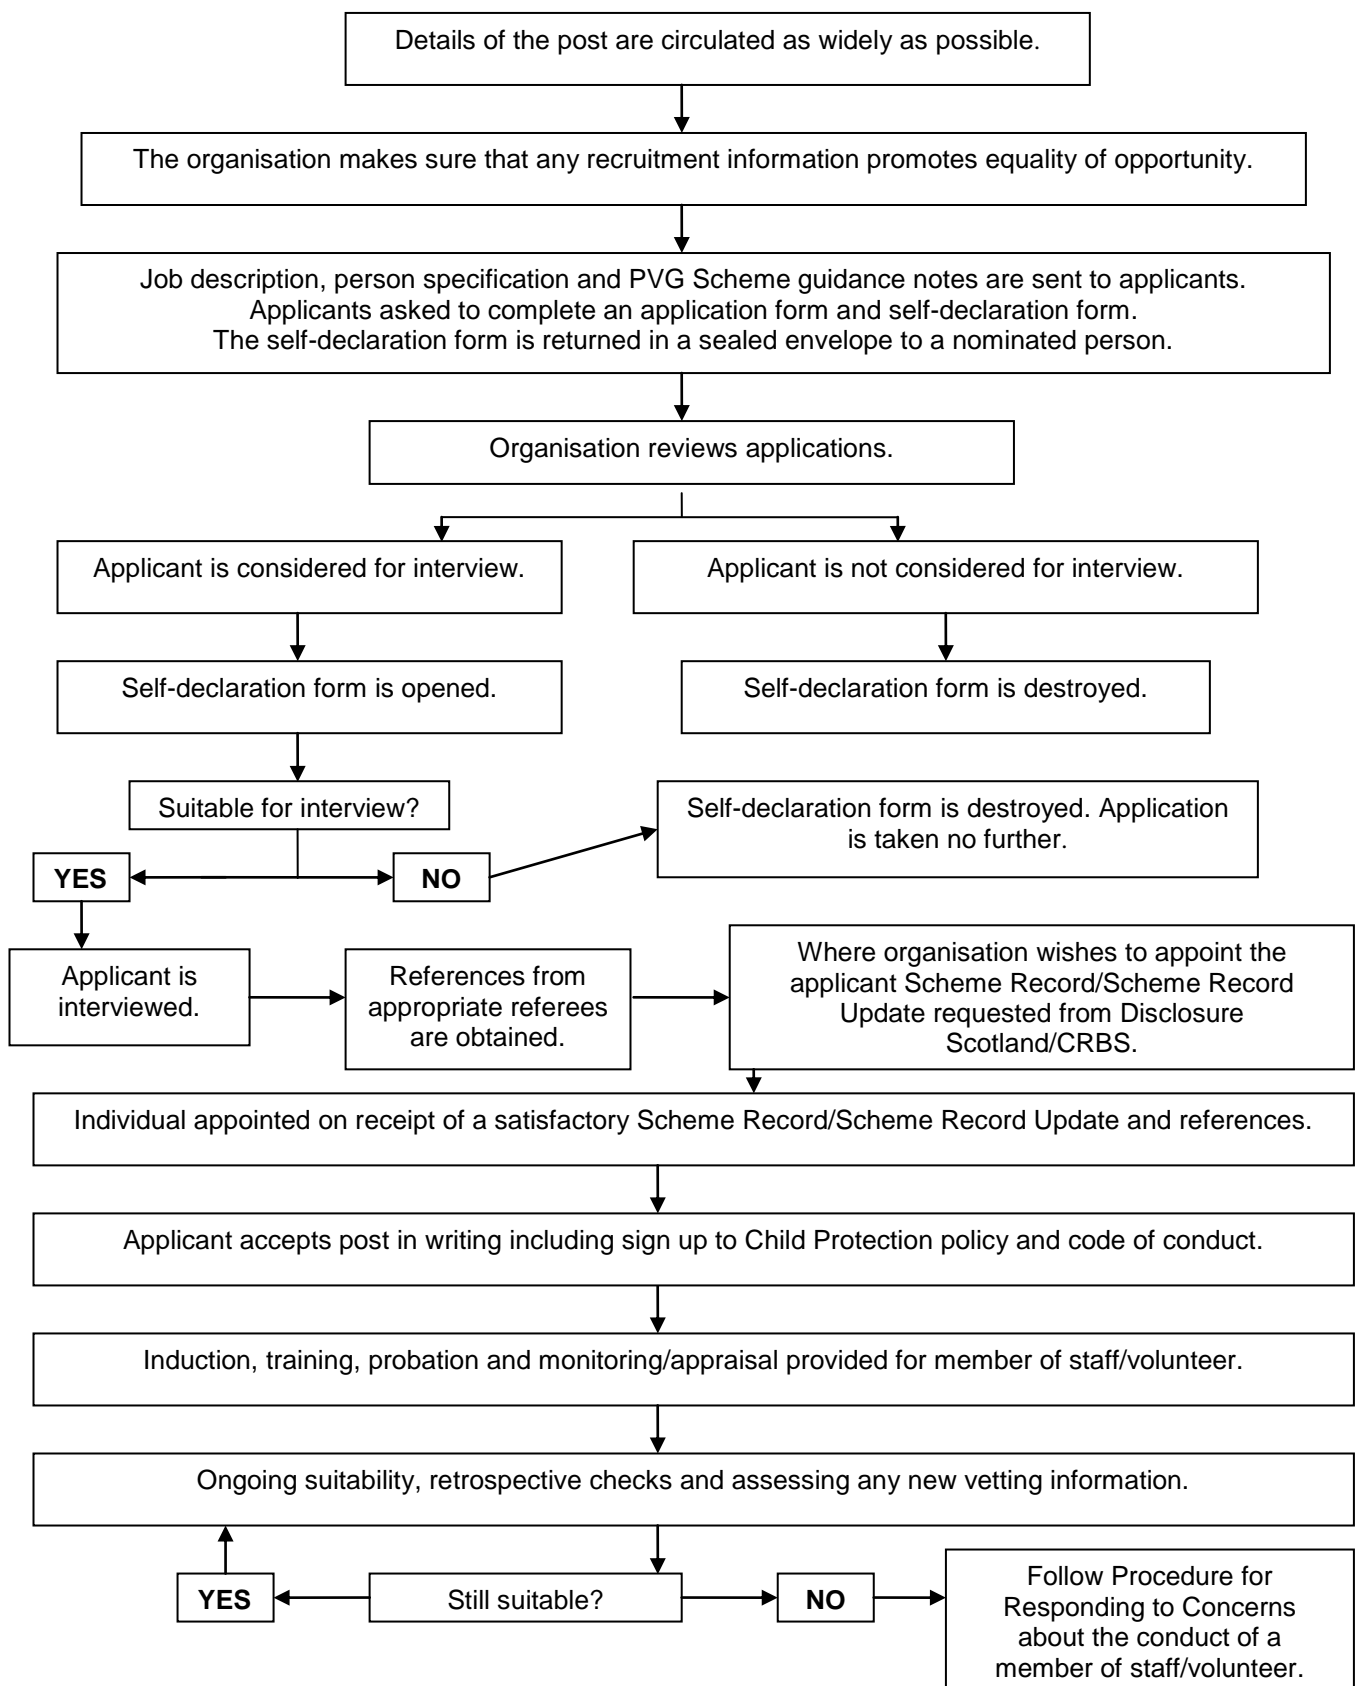 Details of the post are circulated as widely as possible.
The organisation makes sure that any recruitment information promotes equality of opportunity.
Job description, person specification and PVG Scheme guidance notes are sent to applicants.
Applicants asked to complete an application form and self-declaration form.
The self-declaration form is returned in a sealed envelope to a nominated person.
Organisation reviews applications.
Applicant is considered for interview.
Applicant is not considered for interview.
Self-declaration form is opened.
Self-declaration form is destroyed.
Suitable for interview?
Self-declaration form is destroyed. Application
is taken no further.
YES
NO
Applicant is
interviewed.
References from
appropriate referees
are obtained.
Where organisation wishes to appoint the
applicant Scheme Record/Scheme Record
Update requested from Disclosure
Scotland/CRBS.
Individual appointed on receipt of a satisfactory Scheme Record/Scheme Record Update and references.
Applicant accepts post in writing including sign up to Child Protection policy and code of conduct.
Induction, training, probation and monitoring/appraisal provided for member of staff/volunteer.
Ongoing suitability, retrospective checks and assessing any new vetting information.
YES
Still suitable?
NO
Follow Procedure for
Responding to Concerns
about the conduct of a
member of staff/volunteer.